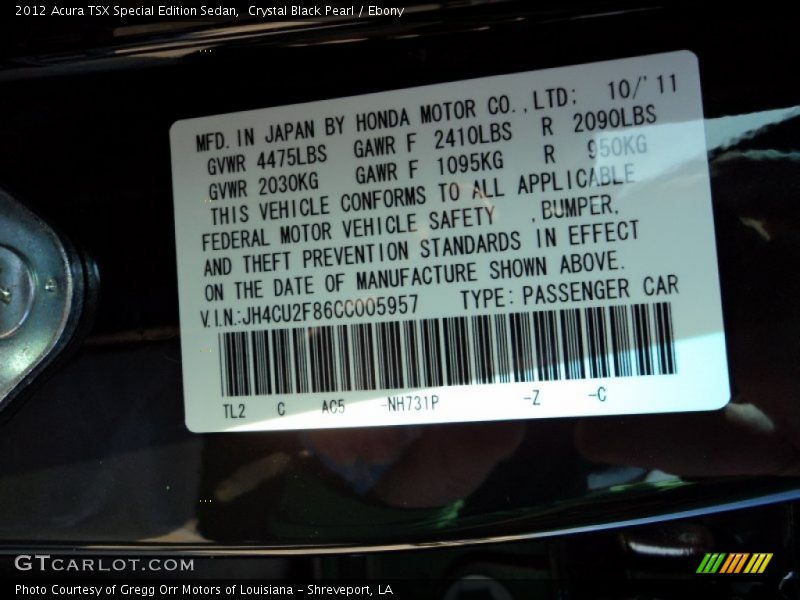 2012 Acura TSX Special Edition Sedan,  Crystal Black Pearl / Ebony
MFD. IN JAPAN BY HONDA MOTOR CO.,LTD; 10/'11
GVWR 4475LBS GAWR F 2410LBS R 2090LBS
GVWR 2030KG GAWR F 1095KG R 950KG
THIS VEHICLE CONFORMS TO ALL APPLICABLE
FEDERAL MOTOR VEHICLE SAFETY ,BUMPER,
AND THEFT PREVENTION STANDARDS IN EFFECT
ON THE DATE OF MANUFACTURE SHOWN ABOVE.
V.I.N.:JH4CU2F86CC005957 TYPE: PASSENGER CAR
TL2 C AC5 -NH731P -Z -C
GTCARLOT.COM
Photo Courtesy of Gregg Orr Motors of Louisiana – Shreveport, LA